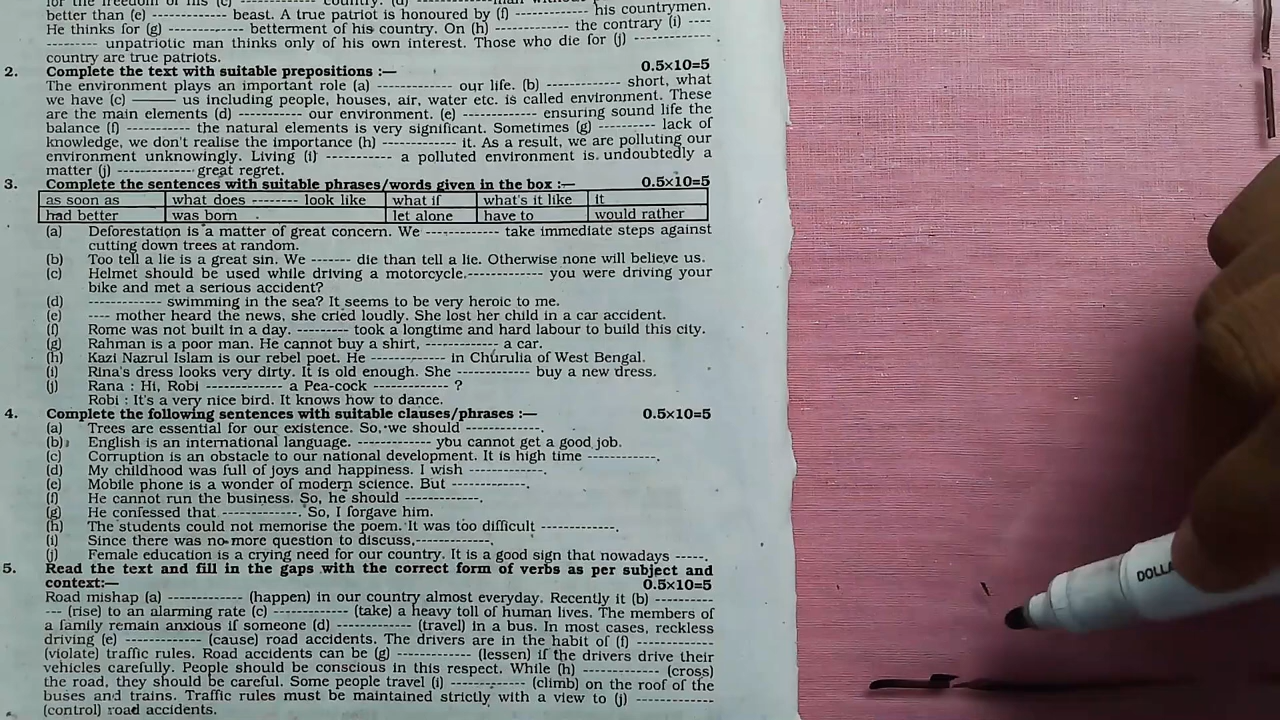 for the freedom of his (c) ------------ country. (d) ------------man without
better than (e) ------------ beast. A true patriot is honoured by (f) ------------ his countrymen.
He thinks for (g) ------------ betterment of his country. On (h) ------------ the contrary (i) ----
--------- unpatriotic man thinks only of his own interest. Those who die for (j) -------------
country are true patriots.
2. Complete the text with suitable prepositions :— 0.5×10=5
The environment plays an important role (a) ------------ our life. (b) ------------ short, what
we have (c) ——— us including people, houses, air, water etc. is called environment. These
are the main elements (d) ------------ our environment. (e) ------------ ensuring sound life the
balance (f) ------------ the natural elements is very significant. Sometimes (g) --------- lack of
knowledge, we don't realise the importance (h) ------------ it. As a result, we are polluting our
environment unknowingly. Living (i) ------------ a polluted environment is undoubtedly a
matter (j) ------------ great regret.
3. Complete the sentences with suitable phrases/words given in the box :— 0.5×10=5
as soon as what does -------- look like what if what's it like it
had better was born let alone have to would rather
(a) Deforestation is a matter of great concern. We ------------ take immediate steps against
cutting down trees at random.
(b) Too tell a lie is a great sin. We ------- die than tell a lie. Otherwise none will believe us.
(c) Helmet should be used while driving a motorcycle.------------ you were driving your
bike and met a serious accident?
(d) ------------ swimming in the sea? It seems to be very heroic to me.
(e) ---- mother heard the news, she cried loudly. She lost her child in a car accident.
(f) Rome was not built in a day. --------- took a longtime and hard labour to build this city.
(g) Rahman is a poor man. He cannot buy a shirt, ------------ a car.
(h) Kazi Nazrul Islam is our rebel poet. He ------------ in Churulia of West Bengal.
(i) Rina's dress looks very dirty. It is old enough. She ------------ buy a new dress.
(j) Rana : Hi, Robi ------------ a Pea-cock ------------ ?
Robi : It's a very nice bird. It knows how to dance.
4. Complete the following sentences with suitable clauses/phrases :— 0.5×10=5
(a) Trees are essential for our existence. So, we should ------------.
(b) English is an international language. ------------ you cannot get a good job.
(c) Corruption is an obstacle to our national development. It is high time ------------.
(d) My childhood was full of joys and happiness. I wish ------------.
(e) Mobile phone is a wonder of modern science. But ------------.
(f) He cannot run the business. So, he should ------------.
(g) He confessed that ------------. So, I forgave him.
(h) The students could not memorise the poem. It was too difficult ------------.
(i) Since there was no more question to discuss,------------.
(j) Female education is a crying need for our country. It is a good sign that nowadays -----.
5. Read the text and fill in the gaps with the correct form of verbs as per subject and
context:— 0.5×10=5
Road mishap (a) ------------ (happen) in our country almost everyday. Recently it (b) ---------
--- (rise) to an alarming rate (c) ------------ (take) a heavy toll of human lives. The members of
a family remain anxious if someone (d) ------------ (travel) in a bus. In most cases, reckless
driving (e) ------------ (cause) road accidents. The drivers are in the habit of (f) ------------
(violate) traffic rules. Road accidents can be (g) ------------ (lessen) if the drivers drive their
vehicles carefully. People should be conscious in this respect. While (h) ------------ (cross)
the road, they should be careful. Some people travel (i) ------------ (climb) on the roof of the
buses and trains. Traffic rules must be maintained strictly with a view to (j) ------------
(control) road accidents.
DOLLA